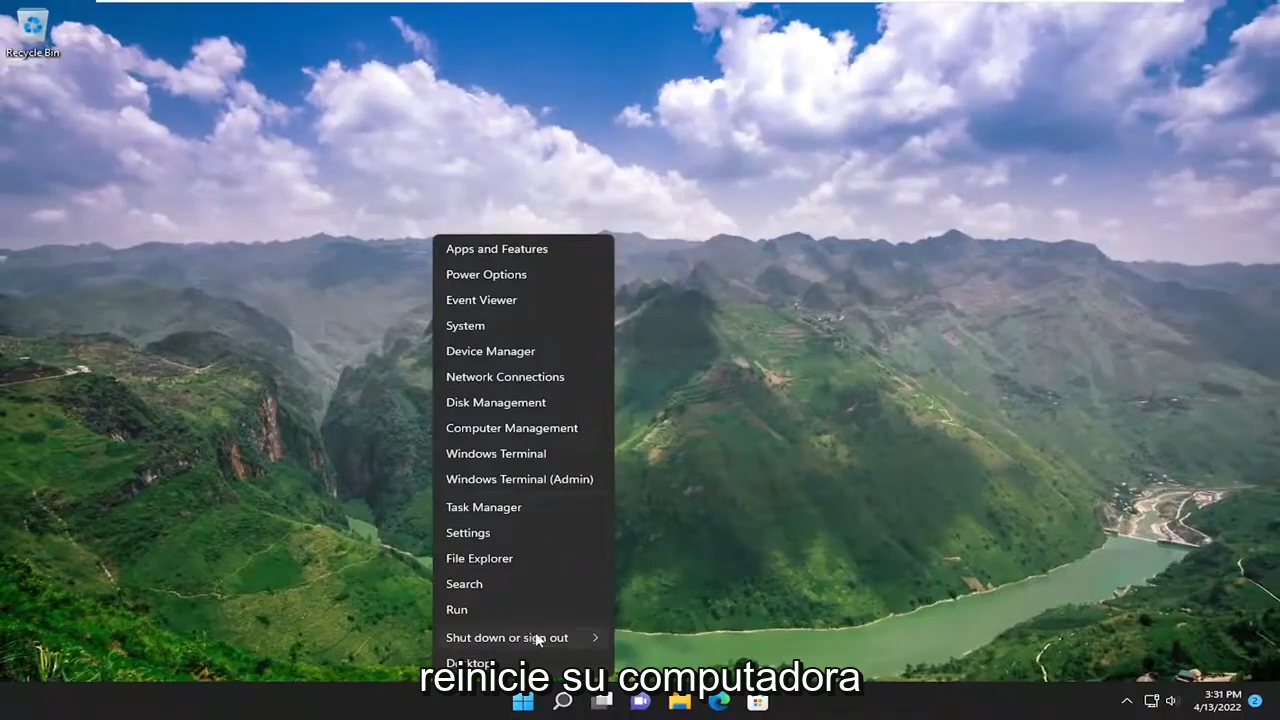 Recycle Bin
Apps and Features
Power Options
Event Viewer
System
Device Manager
Network Connections
Disk Management
Computer Management
Windows Terminal
Windows Terminal (Admin)
Task Manager
Settings
File Explorer
Search
Run
Shut down or sign out
Desktop
reinicie su computadora
3:31 PM
4/13/2022
2